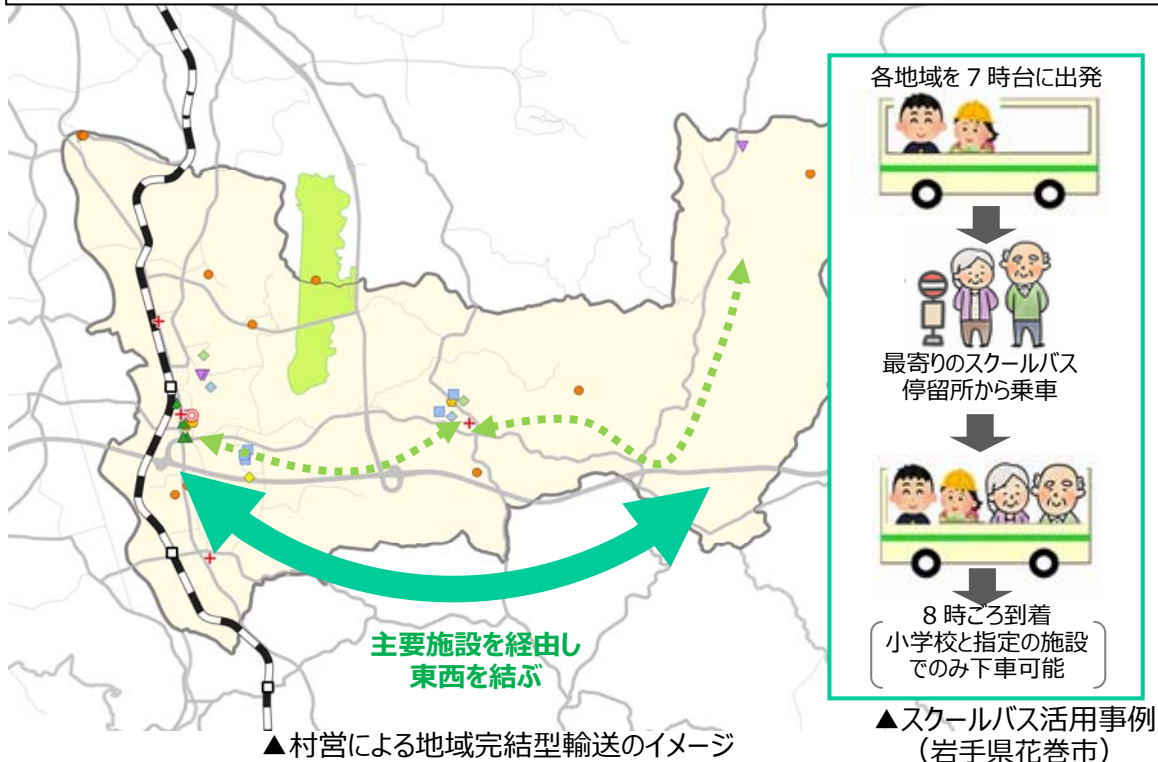 主要施設を経由し
東西を結ぶ
▲村営による地域完結型輸送のイメージ
各地域を７時台に出発
最寄りのスクールバス
停留所から乗車
８時ごろ到着
小学校と指定の施設
でのみ下車可能
▲スクールバス活用事例
（岩手県花巻市）